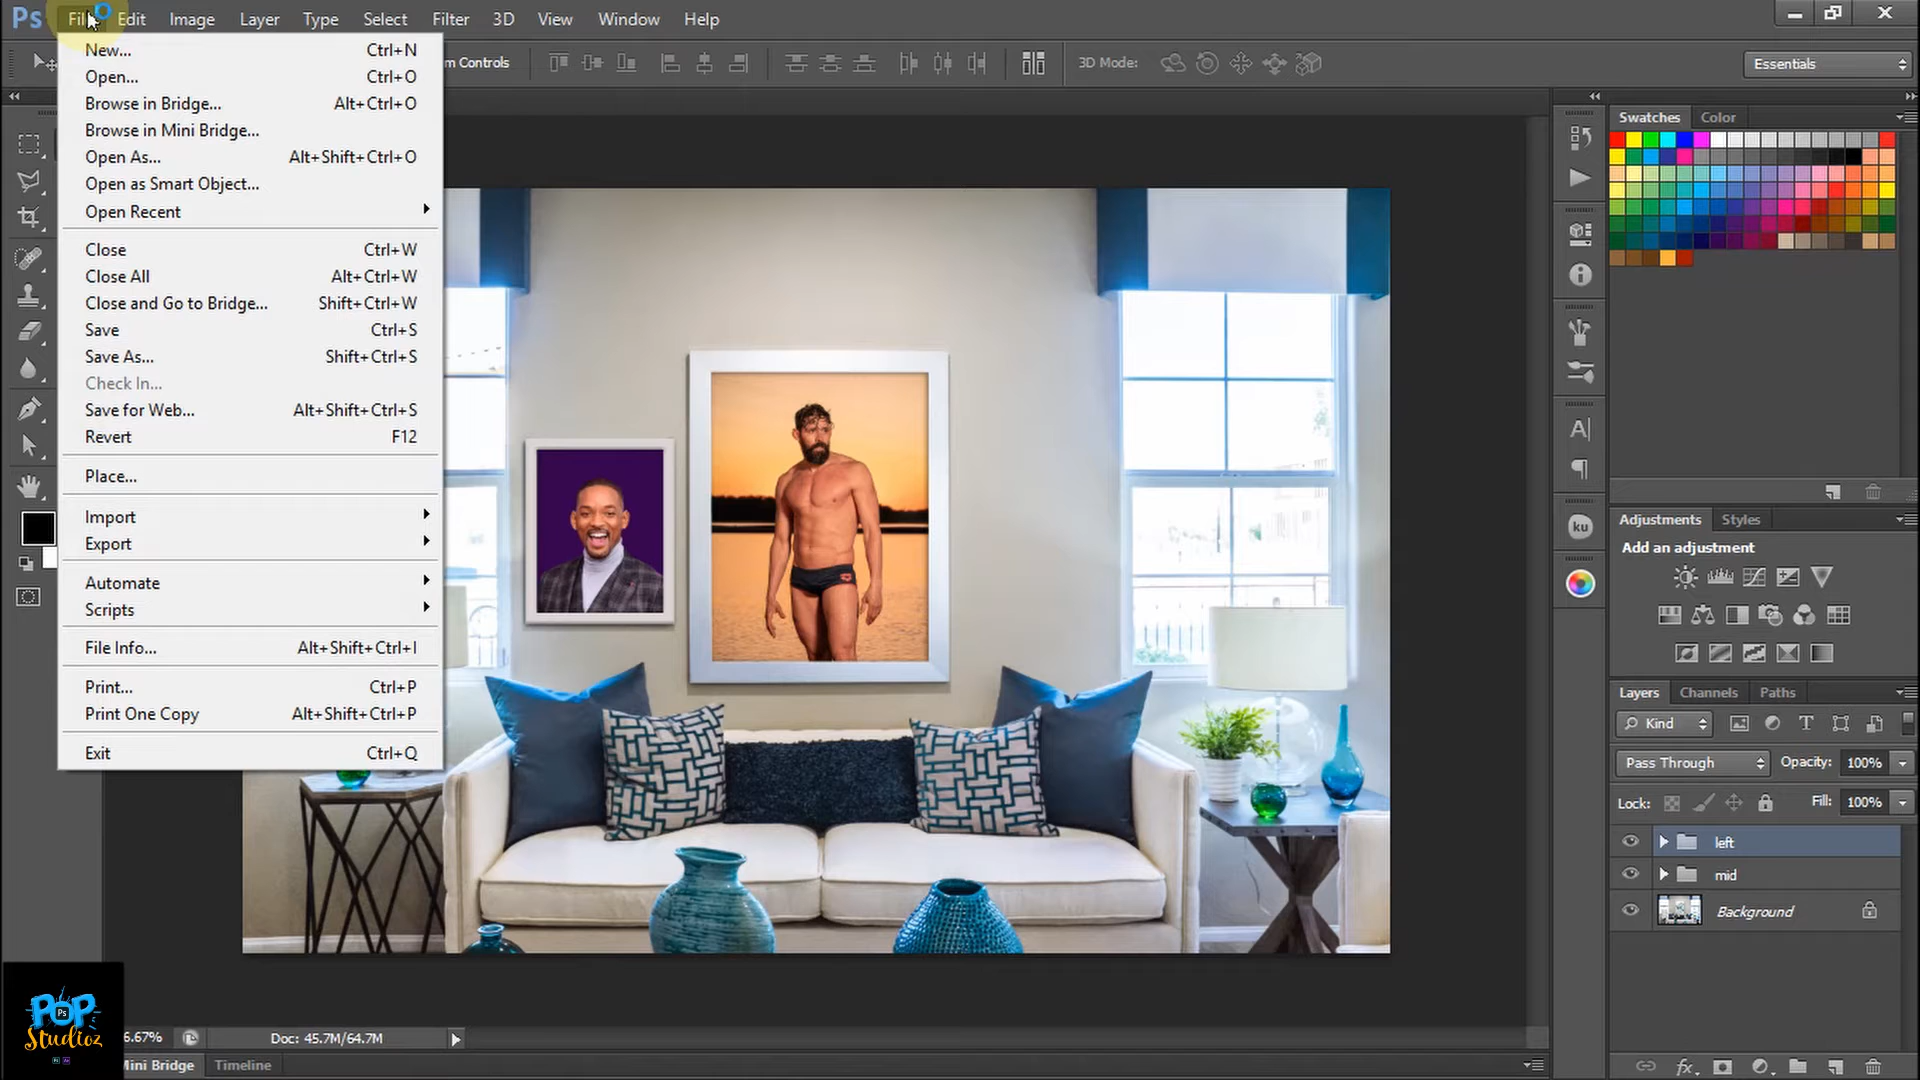 Ps File Edit Image Layer Type Select Filter 3D View Window Help
m Controls 3D Mode: Essentials
New... Ctrl+N
Open... Ctrl+O
Browse in Bridge... Alt+Ctrl+O
Browse in Mini Bridge...
Open As... Alt+Shift+Ctrl+O
Open as Smart Object...
Open Recent
Close Ctrl+W
Close All Alt+Ctrl+W
Close and Go to Bridge... Shift+Ctrl+W
Save Ctrl+S
Save As... Shift+Ctrl+S
Check In...
Save for Web... Alt+Shift+Ctrl+S
Revert F12
Place...
Import
Export
Automate
Scripts
File Info... Alt+Shift+Ctrl+I
Print... Ctrl+P
Print One Copy Alt+Shift+Ctrl+P
Exit Ctrl+Q
Swatches Color
ku
Adjustments Styles
Add an adjustment
Layers Channels Paths
Kind
Pass Through Opacity: 100%
Lock: Fill: 100%
left
mid
Background
fx
POP
Ps
Studioz
6.67% Doc: 45.7M/64.7M
Mini Bridge Timeline